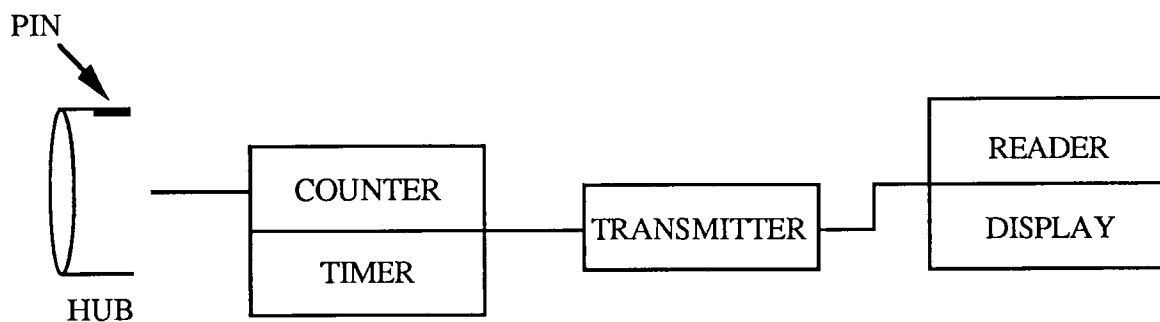 PIN
HUB
COUNTER
TIMER
TRANSMITTER
READER
DISPLAY